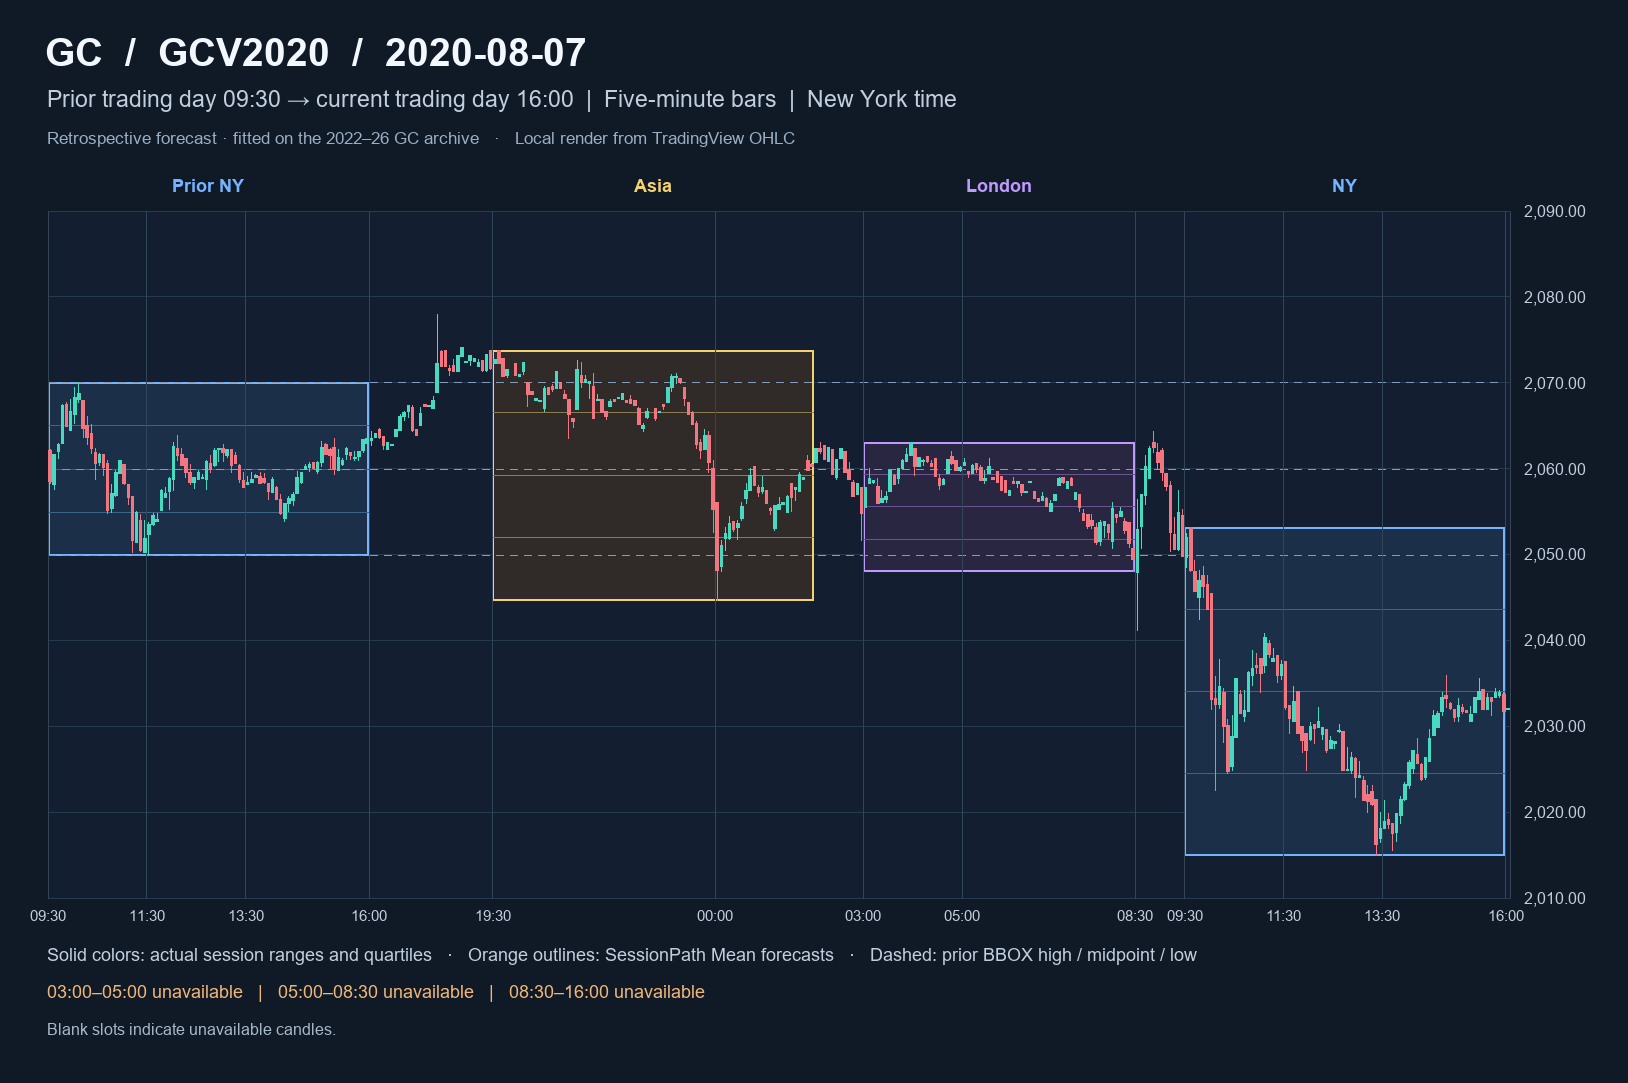 GC / GCV2020 / 2020-08-07
Prior trading day 09:30 → current trading day 16:00 | Five-minute bars | New York time
Retrospective forecast · fitted on the 2022–26 GC archive · Local render from TradingView OHLC
Prior NY
Asia
London
NY
2,090.00
2,080.00
2,070.00
2,060.00
2,050.00
2,040.00
2,030.00
2,020.00
2,010.00
09:30 11:30 13:30 16:00 19:30 00:00 03:00 05:00 08:30 09:30 11:30 13:30 16:00
Solid colors: actual session ranges and quartiles · Orange outlines: SessionPath Mean forecasts · Dashed: prior BBOX high / midpoint / low
03:00–05:00 unavailable | 05:00–08:30 unavailable | 08:30–16:00 unavailable
Blank slots indicate unavailable candles.